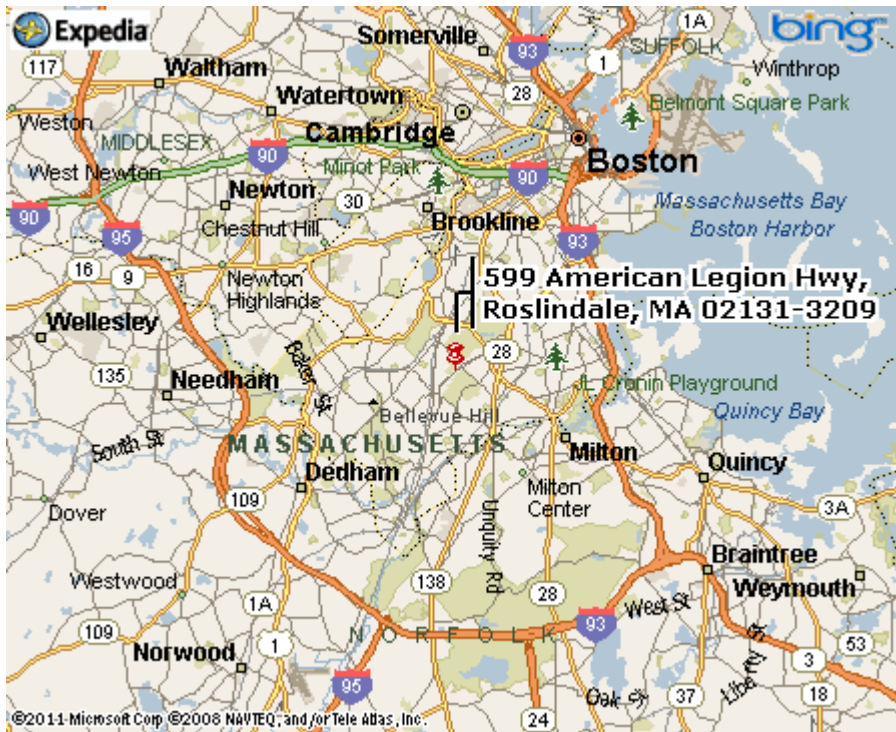 Expedia
bing
Somerville
93
1A
SUFFOLK
1
117
Waltham
28
Winthrop
Watertown
Belmont Square Park
Weston
MIDDLESEX
Cambridge
90
Minot Park
Boston
West Newton
90
Newton
30
Massachusetts Bay
90
Brookline
Boston Harbor
95
Chestnut Hill
93
16
9
Newton
Highlands
599 American Legion Hwy,
Roslindale, MA 02131-3209
Wellesley
Baker St
28
135
Needham
JL Cronin Playground
Bellevue Hill
Quincy Bay
South St
MASSACHUSETTS
Milton
Dedham
Quincy
109
Milton
Center
3A
Dover
Unquity Rd
Braintree
Westwood
138
28
Weymouth
1A
West St
109
NORFOLK
93
1
Norwood
53
3
95
Oak St
37
18
24
©2011 Microsoft Corp ©2008 NAVTEQ, and/or Tele Atlas, Inc.